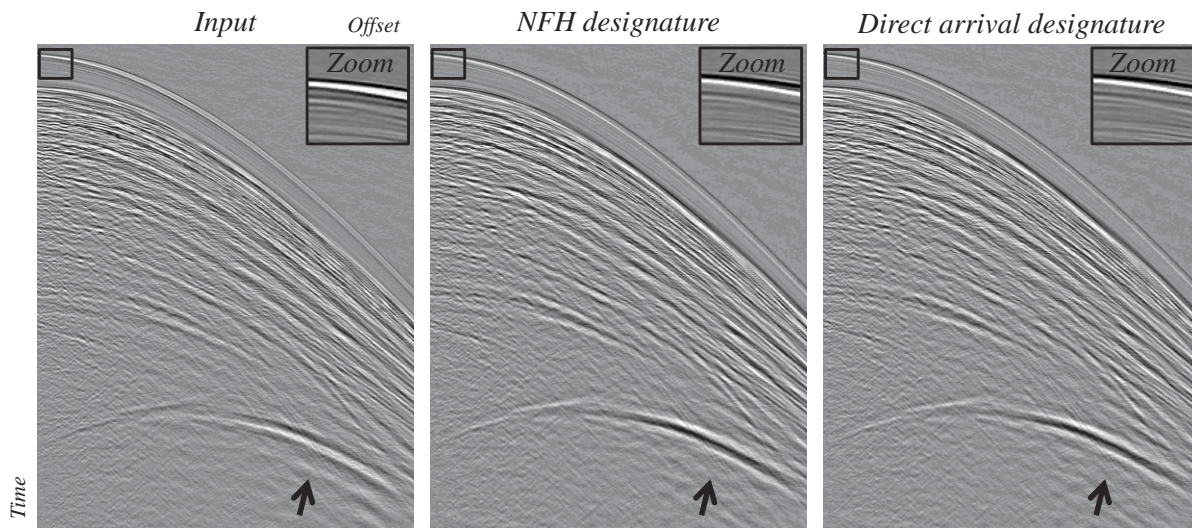 Input
Offset
NFH designature
Direct arrival designature
Zoom
Zoom
Zoom
Time